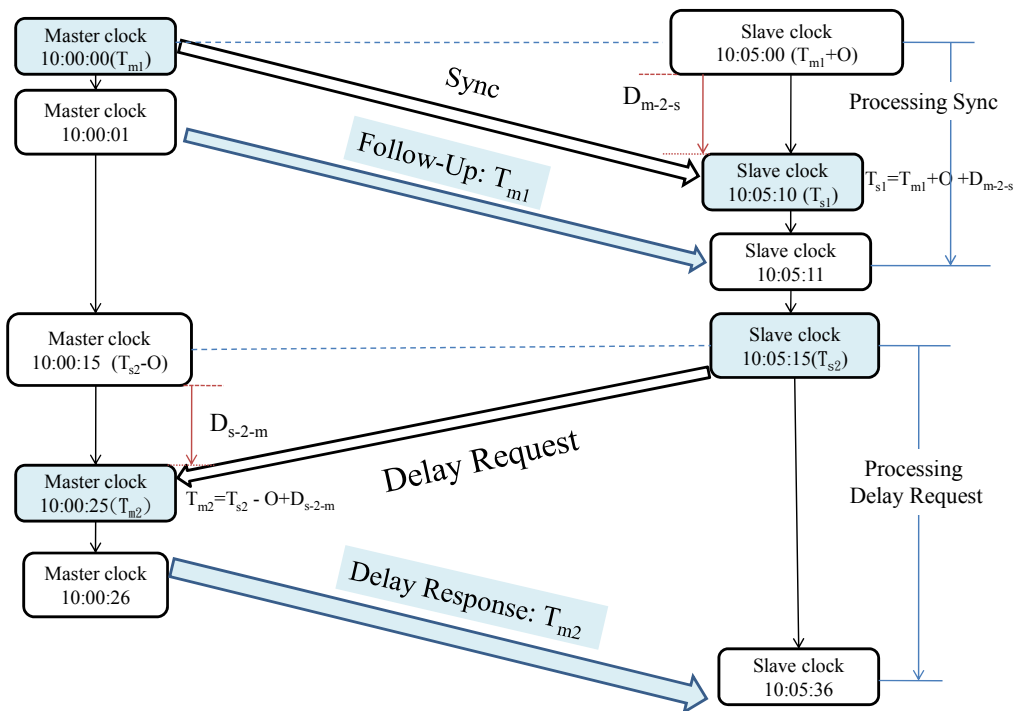 Master clock
10:00:00(Tm1)
Slave clock
10:05:00 (Tm1+O)
Sync
Dm-2-s
Processing Sync
Master clock
10:00:01
Follow-Up: Tm1
Slave clock
10:05:10 (Ts1)
Ts1=Tm1+O +Dm-2-s
Slave clock
10:05:11
Master clock
10:00:15 (Ts2-O)
Slave clock
10:05:15(Ts2)
Ds-2-m
Delay Request
Processing
Delay Request
Master clock
10:00:25(Tm2)
Tm2=Ts2 - O+Ds-2-m
Master clock
10:00:26
Delay Response: Tm2
Slave clock
10:05:36